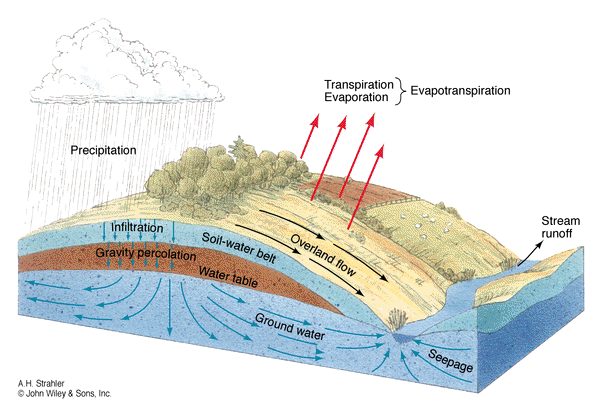 Transpiration
Evaporation
Evapotranspiration
Precipitation
Stream
runoff
Infiltration
Soil-water belt
Overland flow
Gravity percolation
Water table
Ground water
Seepage
A.H. Strahler
© John Wiley & Sons, Inc.